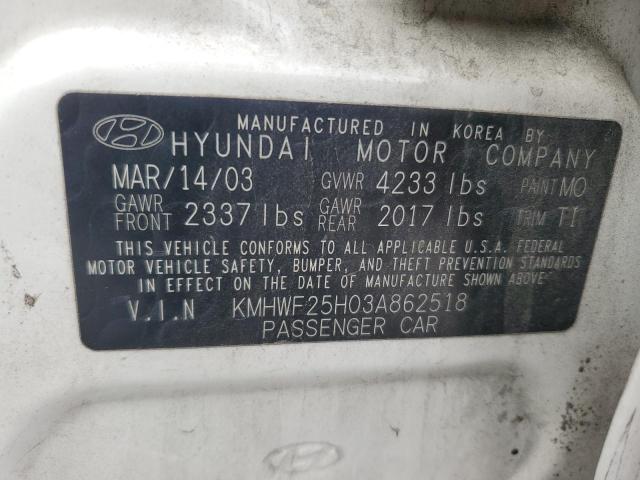 MANUFACTURED IN KOREA BY
HYUNDAI MOTOR COMPANY
MAR/14/03 GVWR 4233 lbs PAINT MO
GAWR FRONT 2337 lbs GAWR REAR 2017 lbs TRIM TI
THIS VEHICLE CONFORMS TO ALL APPLICABLE U.S.A. FEDERAL
MOTOR VEHICLE SAFETY, BUMPER, AND THEFT PREVENTION STANDARDS
IN EFFECT ON THE DATE OF MANUFACTURE SHOWN ABOVE
V.I.N KMHWF25H03A862518
PASSENGER CAR